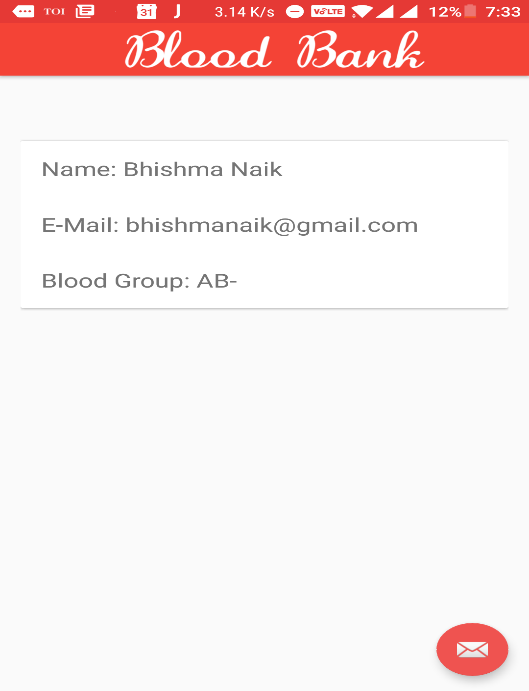 TOI 31 J 3.14 K/s VoLTE 12% 7:33
Blood Bank
Name: Bhishma Naik
E-Mail: bhishmanaik@gmail.com
Blood Group: AB-